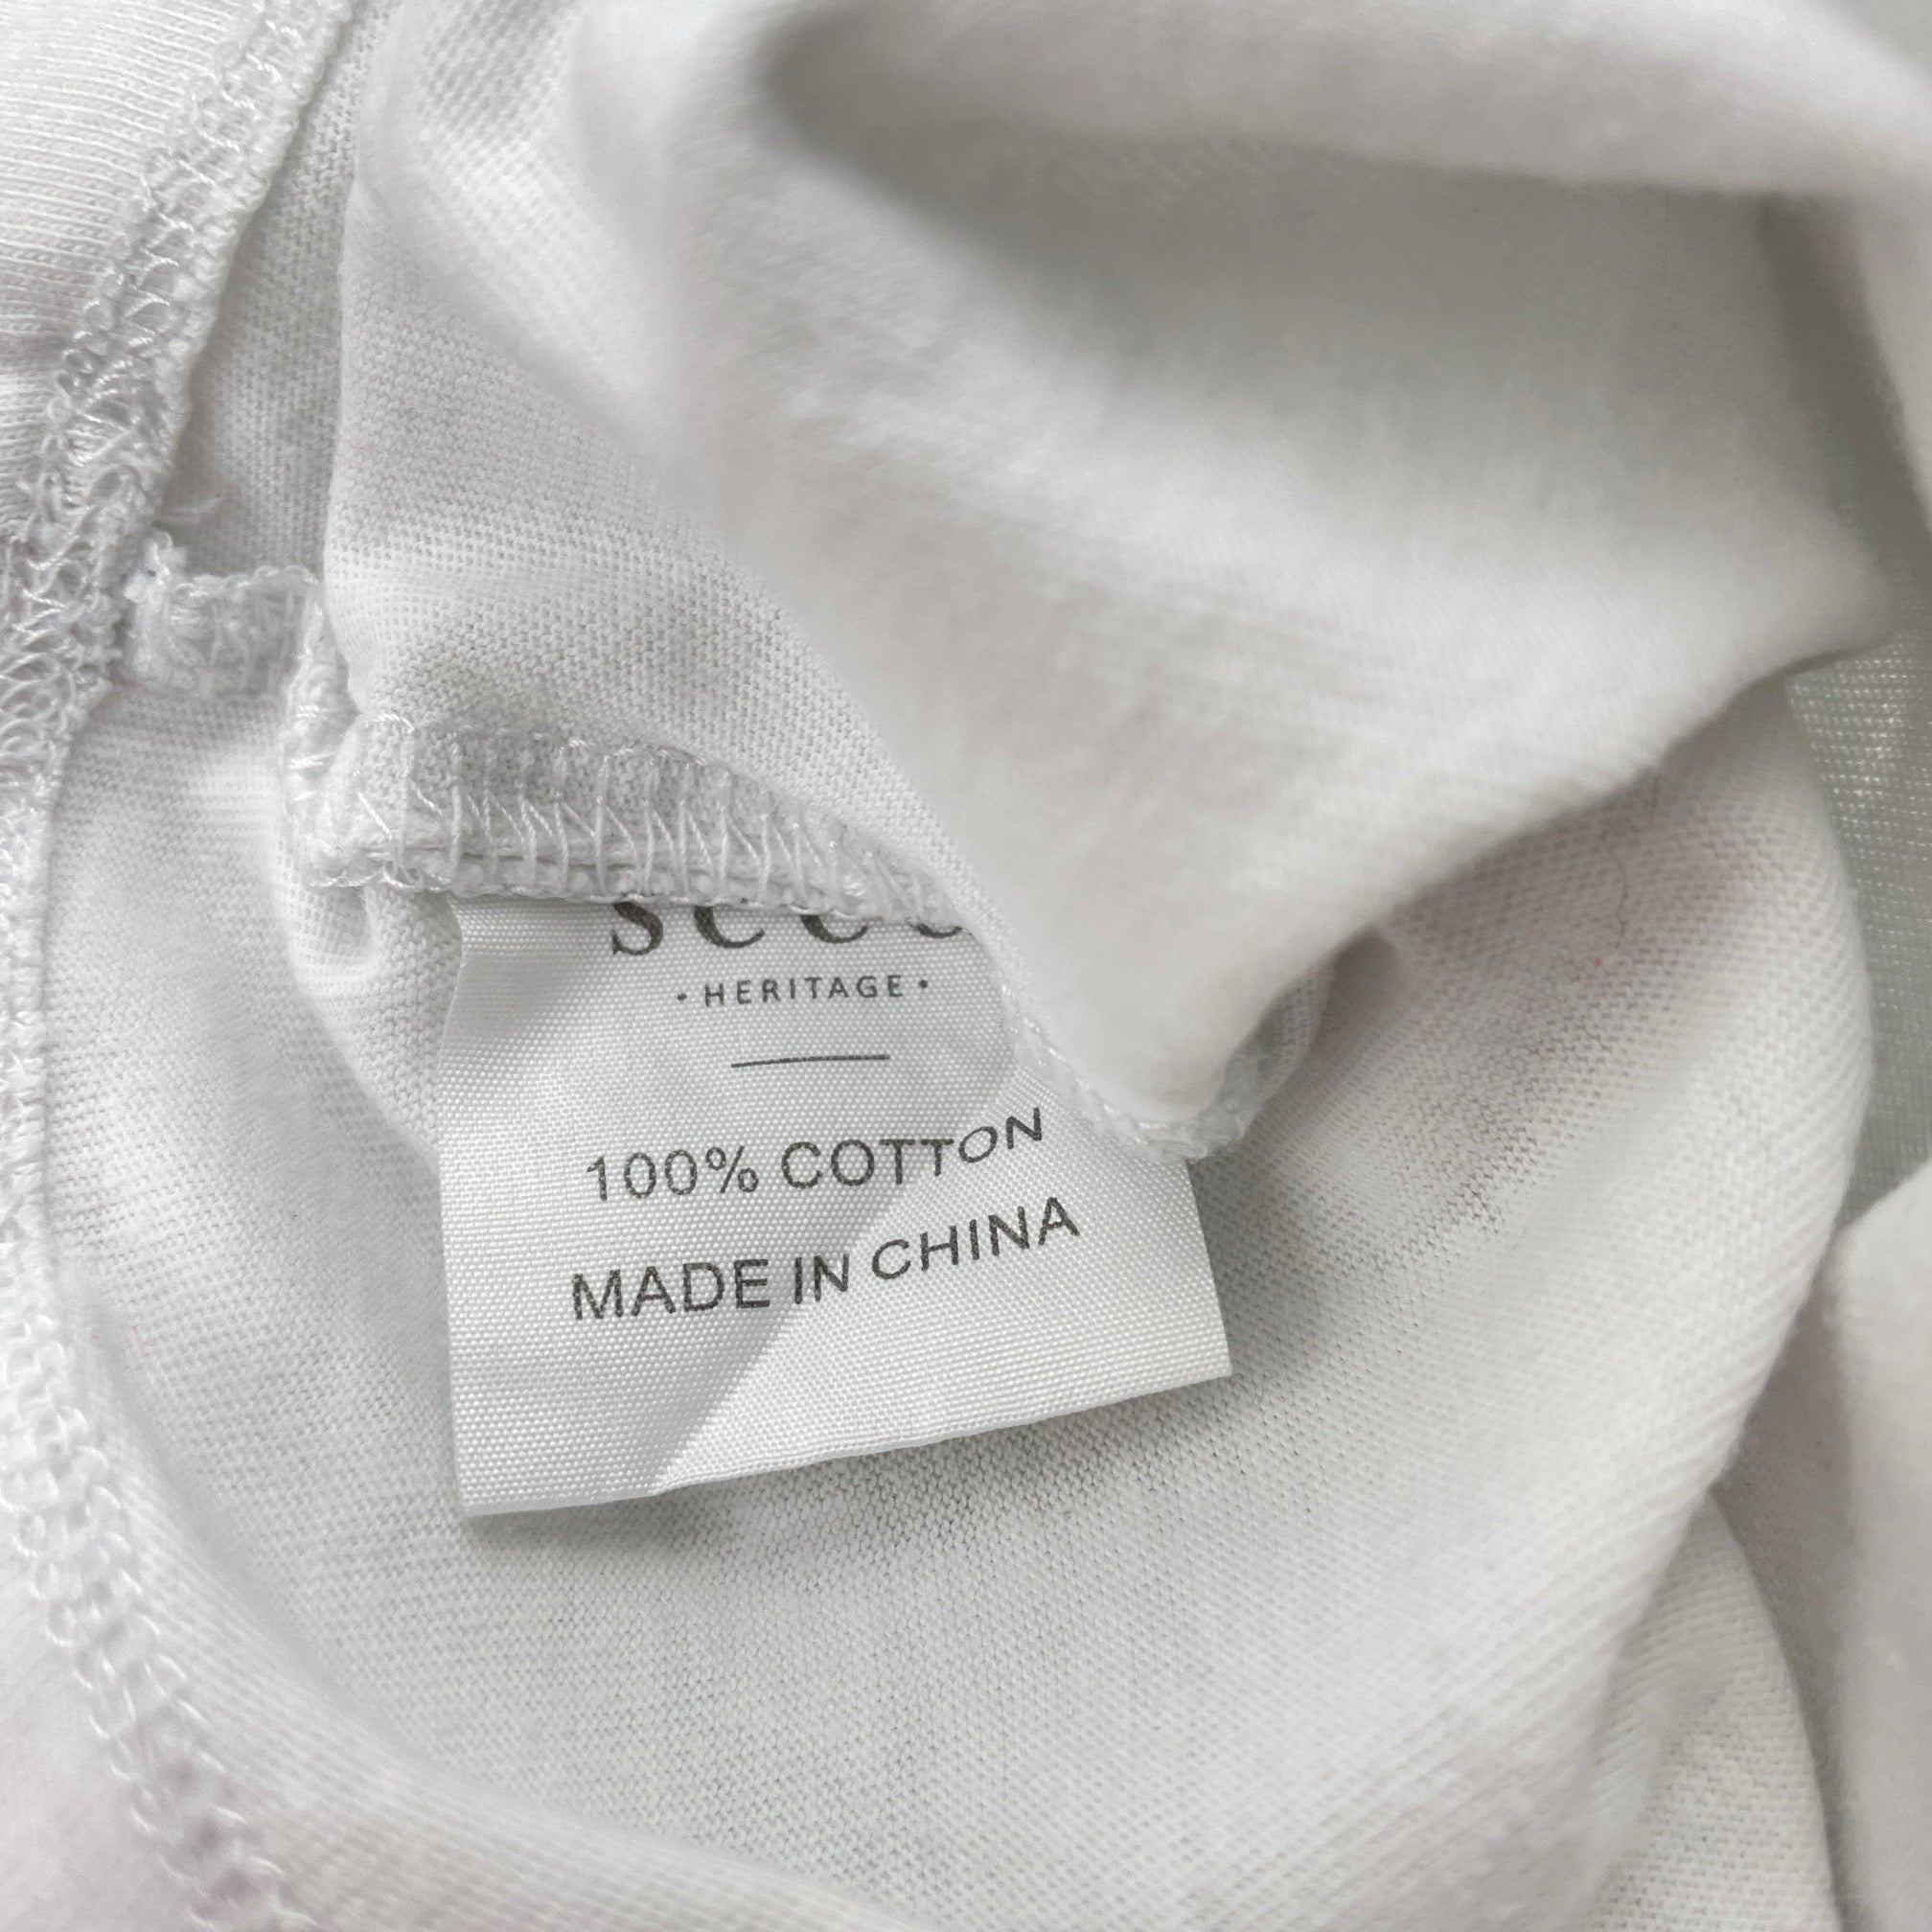 • HERITAGE •
100% COTTON
MADE IN CHINA